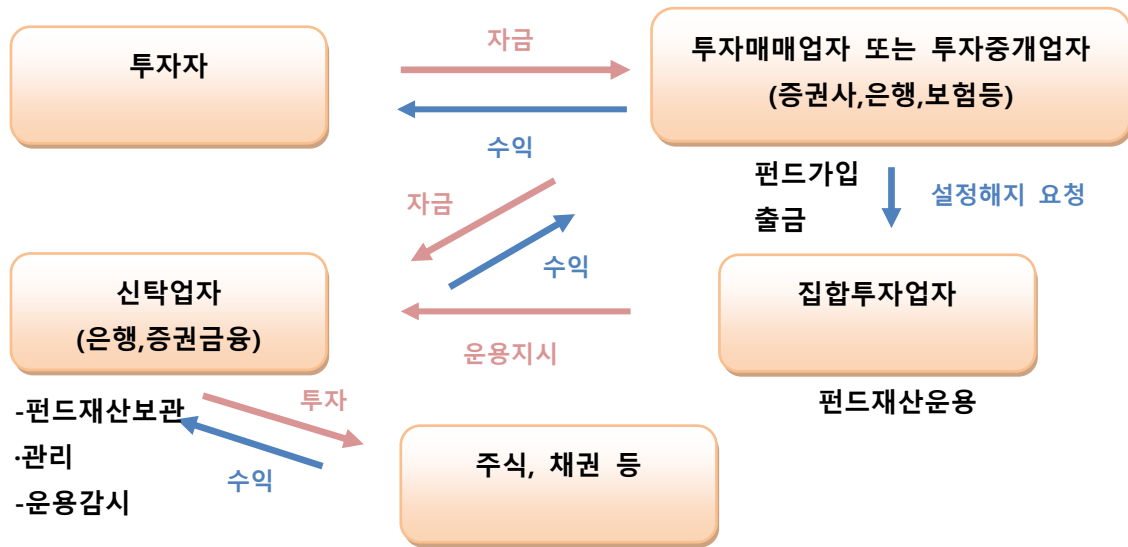 투자자
자금
수익
투자매매업자 또는 투자중개업자
(증권사,은행,보험등)
펀드가입
출금
설정해지 요청
자금
수익
신탁업자
(은행,증권금융)
집합투자업자
운용지시
펀드재산운용
-펀드재산보관
·관리
-운용감시
투자
수익
주식, 채권 등